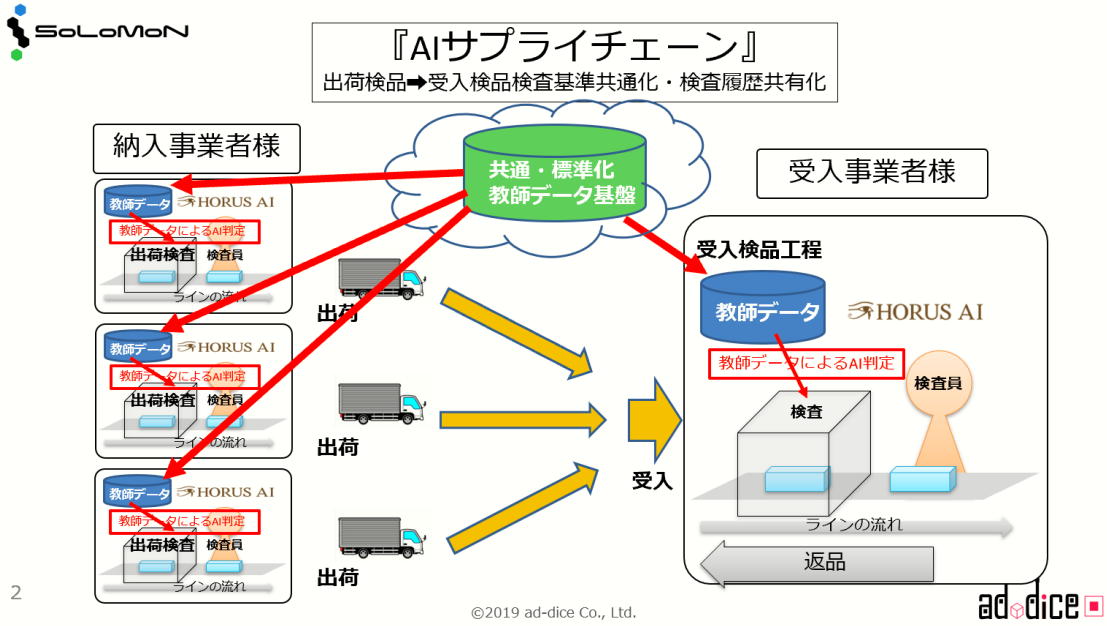 SoLoMoN
『AIサプライチェーン』
出荷検品➡受入検品検査基準共通化・検査履歴共有化
納入事業者様
共通・標準化
教師データ基盤
受入事業者様
教師データ
HORUS AI
教師データによるAI判定
出荷検査
検査員
ラインの流れ
出荷
教師データ
HORUS AI
教師データによるAI判定
出荷検査
検査員
ラインの流れ
出荷
教師データ
HORUS AI
教師データによるAI判定
出荷検査
検査員
ラインの流れ
出荷
受入
受入検品工程
教師データ
HORUS AI
教師データによるAI判定
検査
検査員
ラインの流れ
返品
2
©2019 ad-dice Co., Ltd.
ad-dice